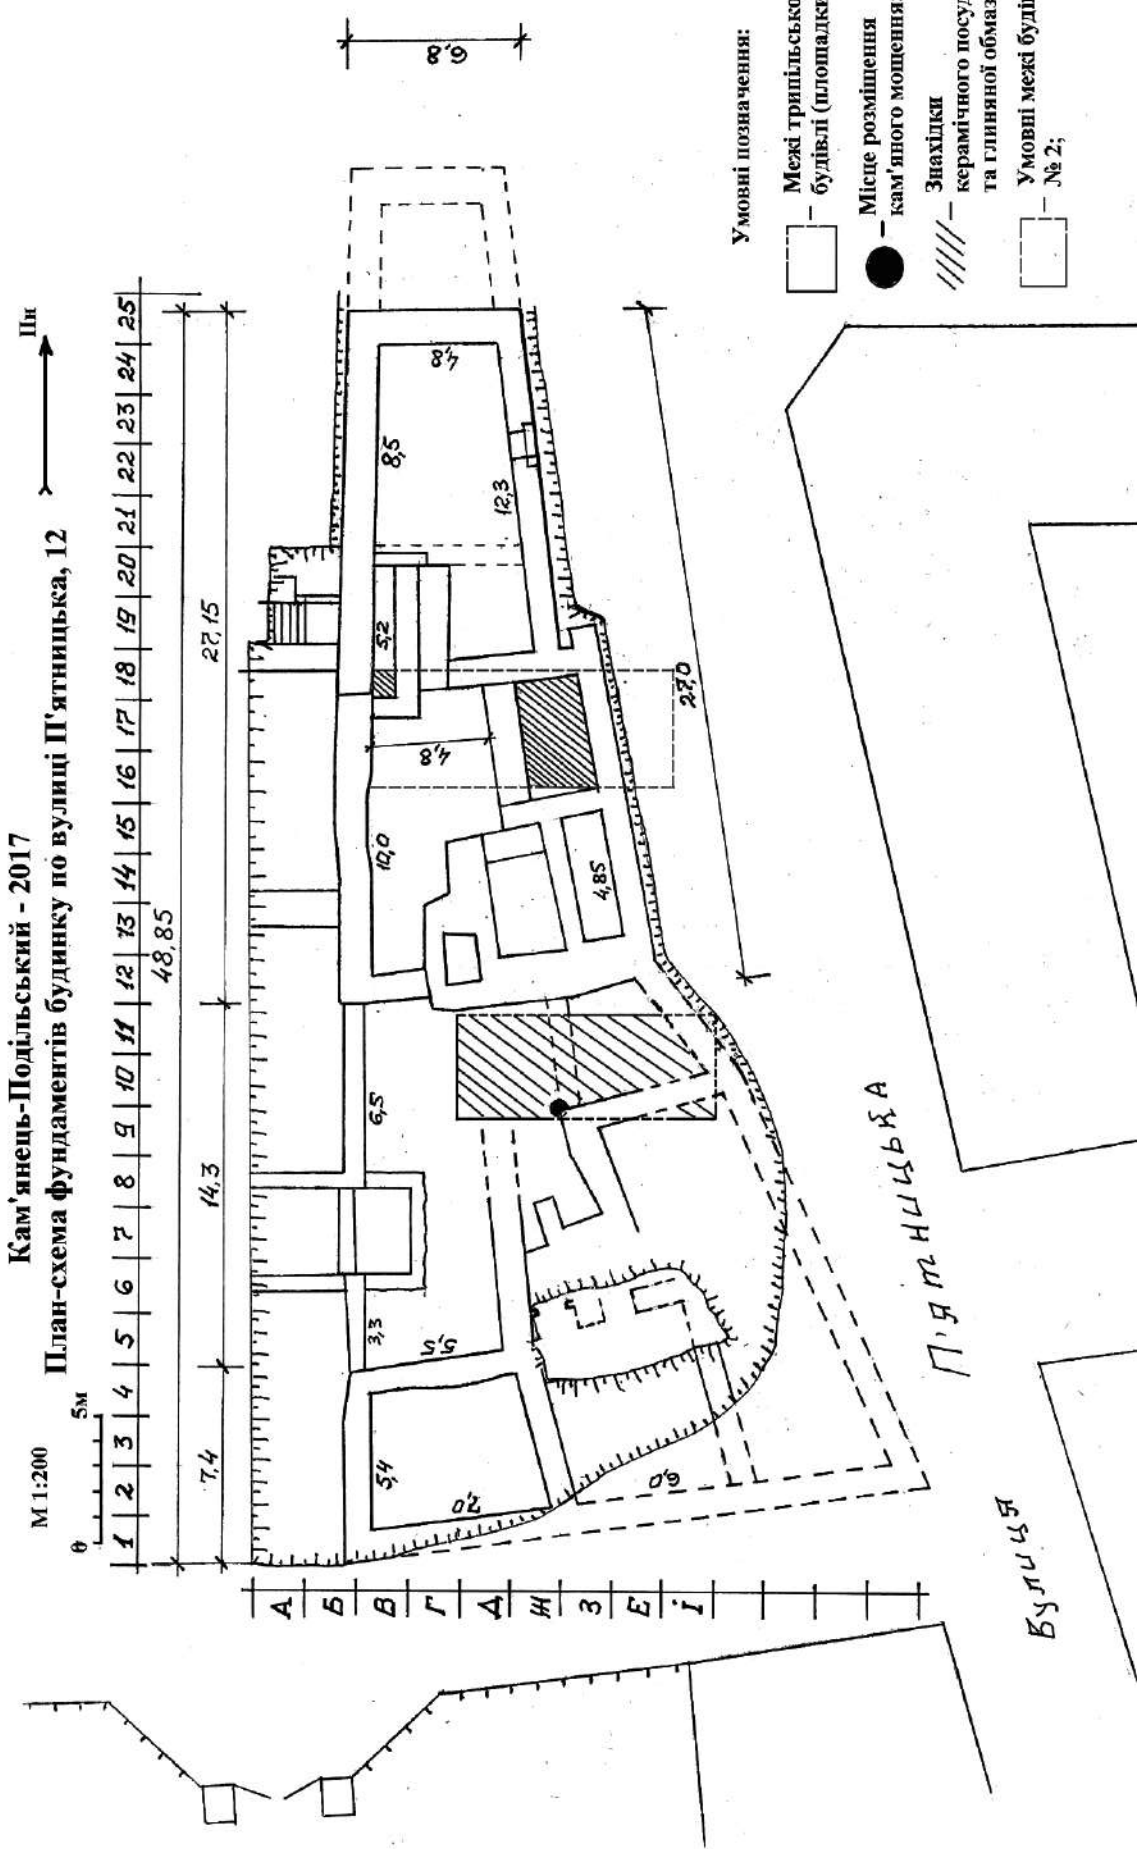 Кам'янець-Подільський - 2017
План-схема фундаментів будинку по вулиці П'ятницька, 12
М 1:200
0 5м
Пн
1 2 3 4 5 6 7 8 9 10 11 12 13 14 15 16 17 18 19 20 21 22 23 24 25
48,85
7,4 14,3 27,15
6,8
А
Б
В
Г
Д
Ж
З
Е
І
5,4
7,0
3,3
5,5
6,5
10,0
4,8
5,2
8,5
4,8
12,3
4,85
6,0
27,0
Вулиця П'ятницька
Умовні позначення:
– Межі трипільсько
будівлі (площадки
– Місце розміщення
кам'яного мощення
– Знахідки
керамічного посуд
та глиняної обмаз
– Умовні межі буді
№ 2;